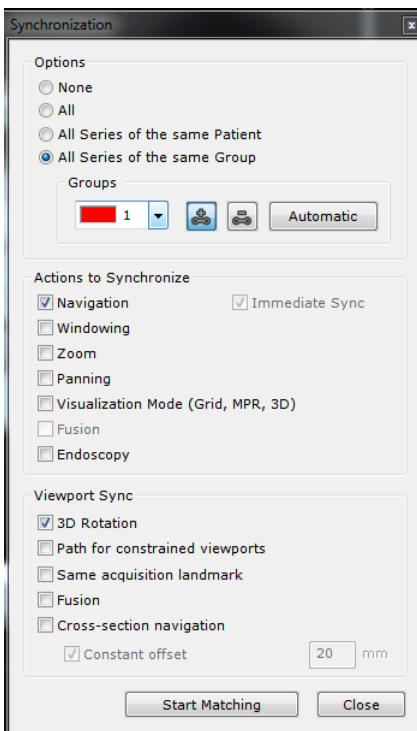 Synchronization
Options
None
All
All Series of the same Patient
All Series of the same Group
Groups
1
Automatic
Actions to Synchronize
Navigation Immediate Sync
Windowing
Zoom
Panning
Visualization Mode (Grid, MPR, 3D)
Fusion
Endoscopy
Viewport Sync
3D Rotation
Path for constrained viewports
Same acquisition landmark
Fusion
Cross-section navigation
Constant offset 20 mm
Start Matching Close